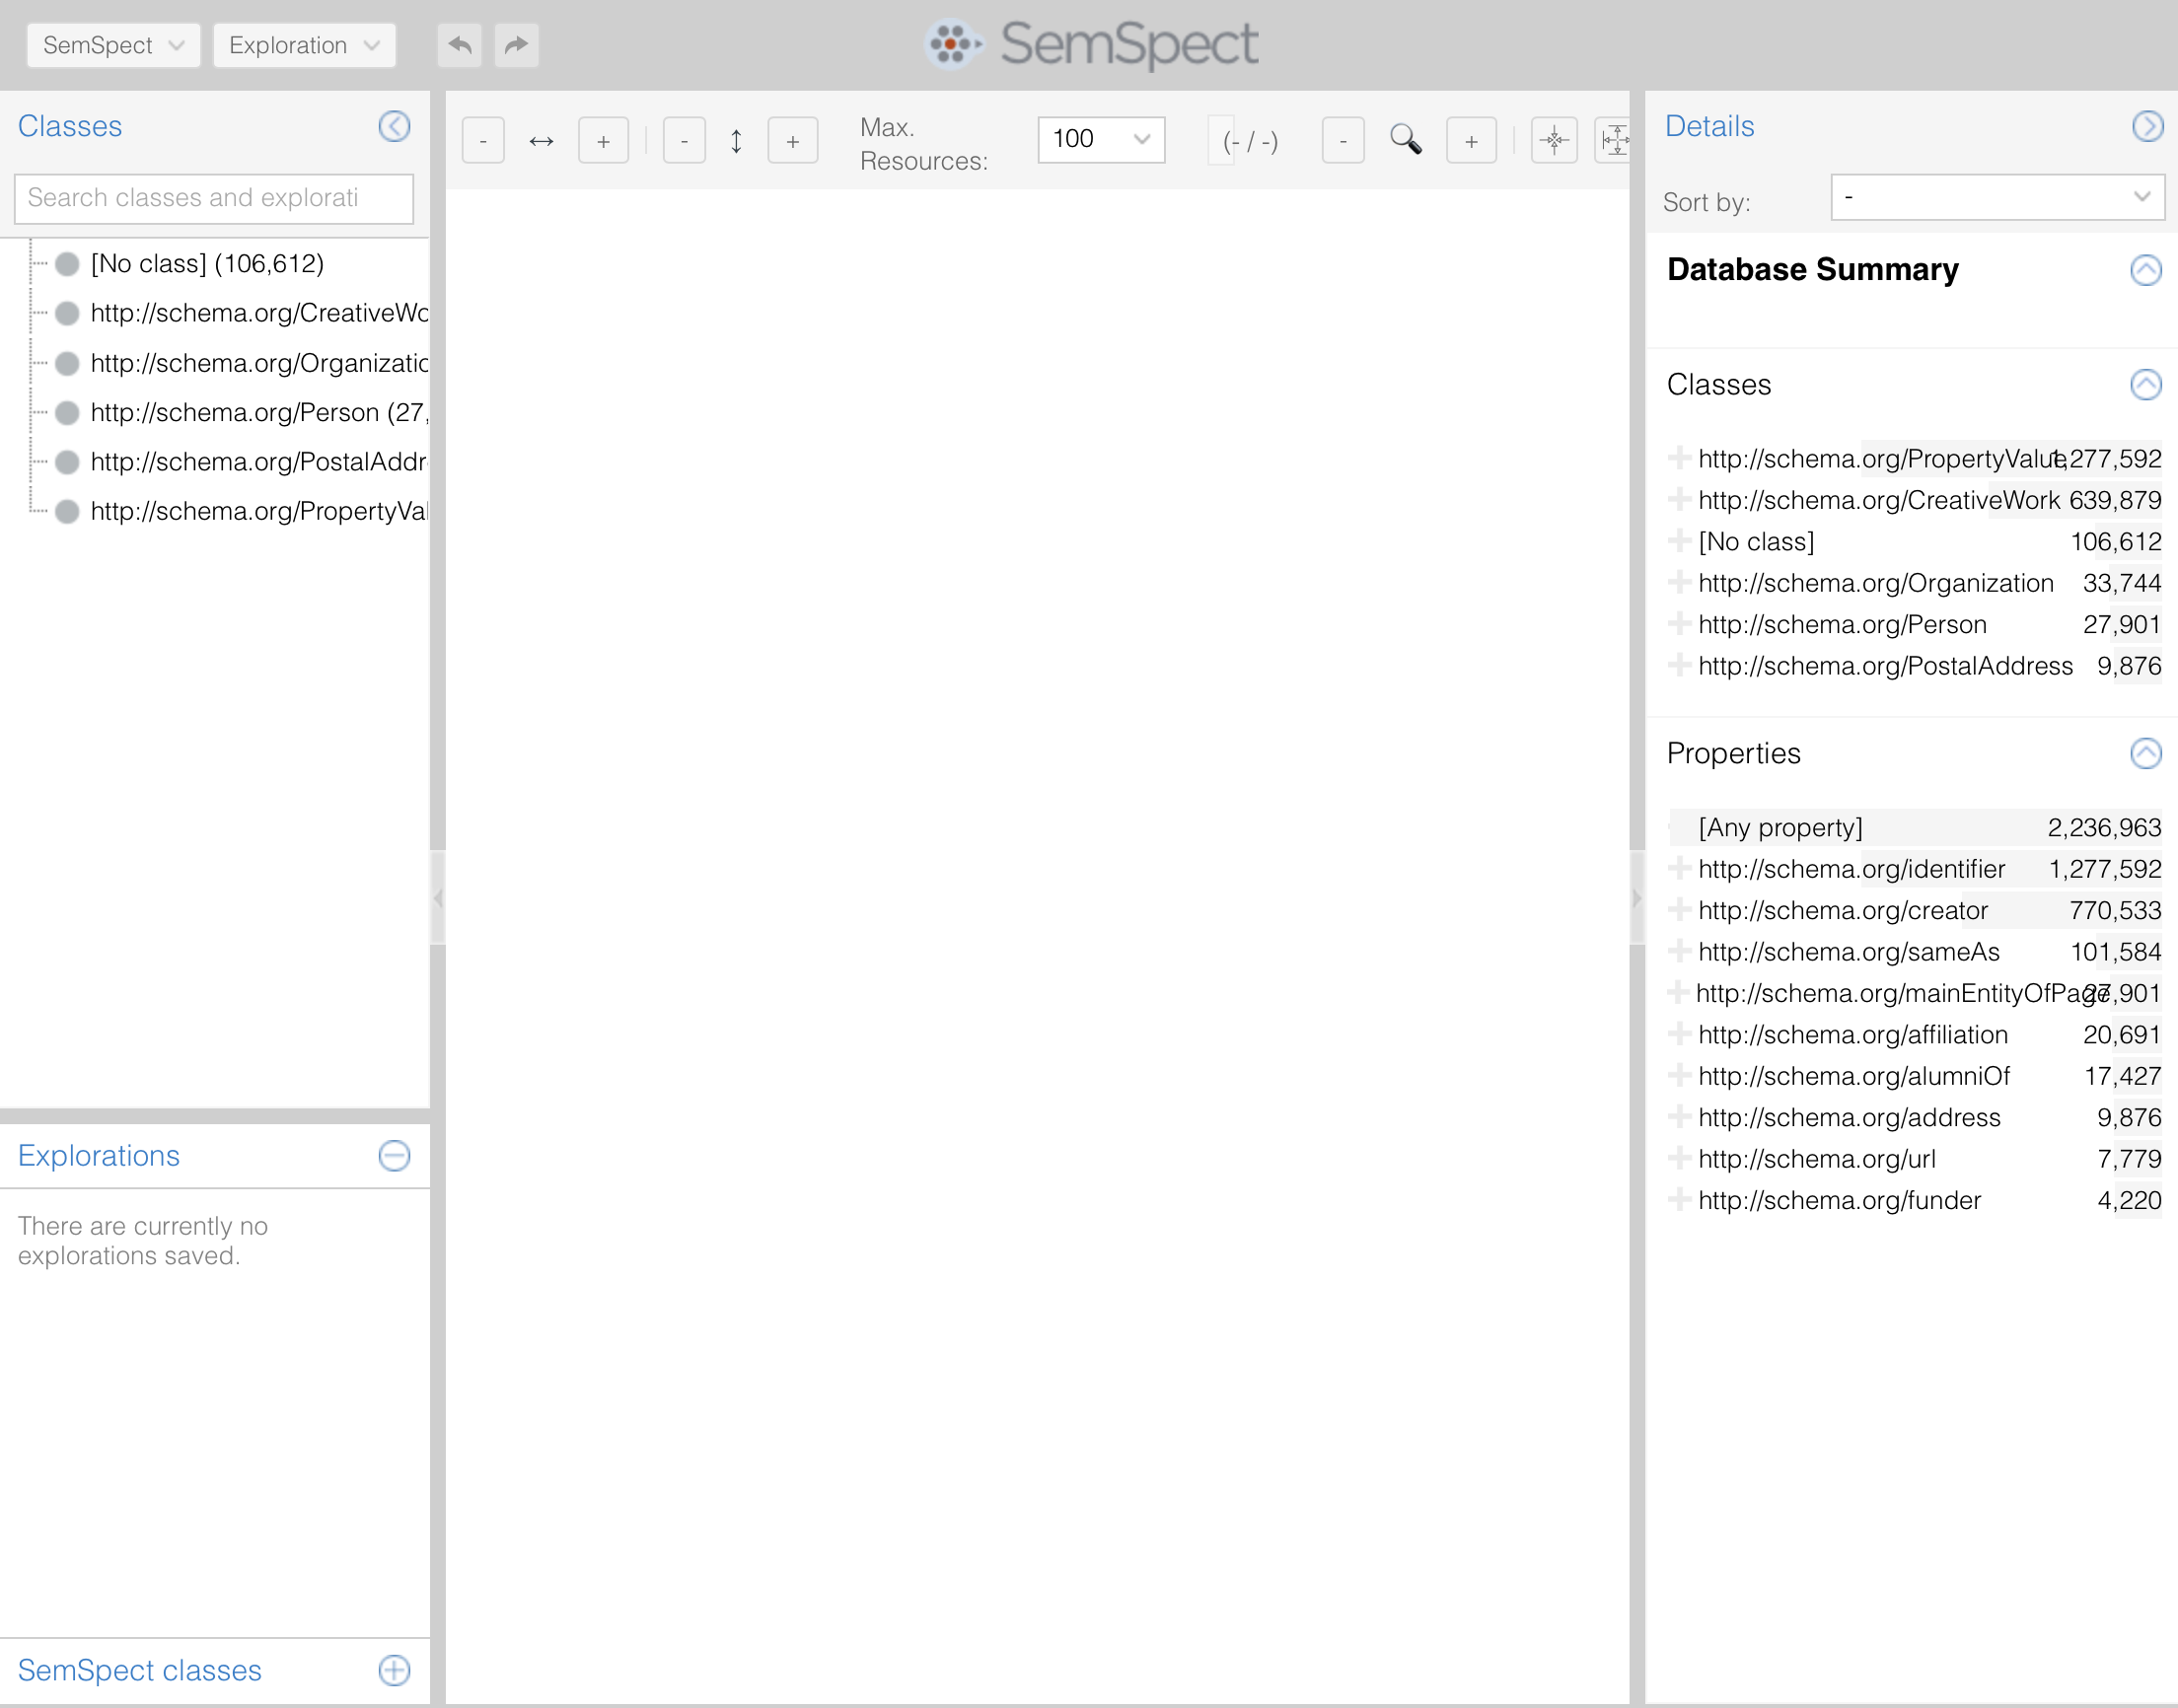 SemSpect
Exploration
SemSpect
Classes
Search classes and explorati
[No class] (106,612)
http://schema.org/CreativeWo
http://schema.org/Organizatic
http://schema.org/Person (27,
http://schema.org/PostalAddr
http://schema.org/PropertyVal
Explorations
There are currently no
explorations saved.
SemSpect classes
- ↔ + - ↕ + Max. Resources: 100 (- / -) - +
Details
Sort by: -
Database Summary
Classes
http://schema.org/PropertyValue 1,277,592
http://schema.org/CreativeWork 639,879
[No class] 106,612
http://schema.org/Organization 33,744
http://schema.org/Person 27,901
http://schema.org/PostalAddress 9,876
Properties
[Any property] 2,236,963
http://schema.org/identifier 1,277,592
http://schema.org/creator 770,533
http://schema.org/sameAs 101,584
http://schema.org/mainEntityOfPage 27,901
http://schema.org/affiliation 20,691
http://schema.org/alumniOf 17,427
http://schema.org/address 9,876
http://schema.org/url 7,779
http://schema.org/funder 4,220